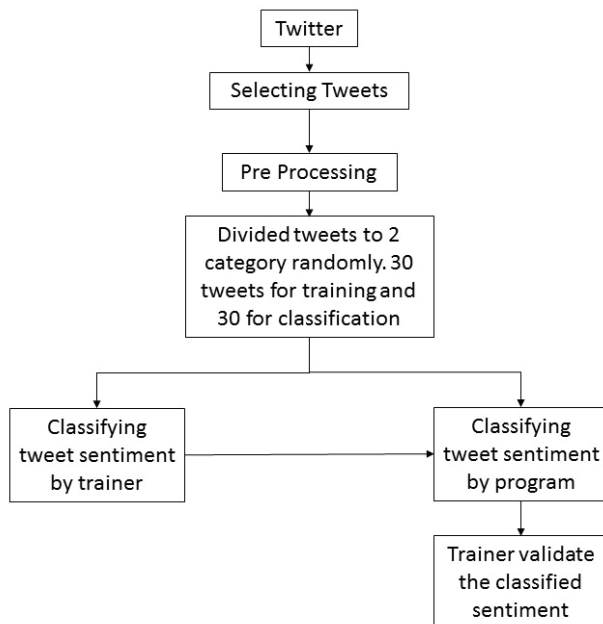 Twitter
Selecting Tweets
Pre Processing
Divided tweets to 2
category randomly. 30
tweets for training and
30 for classification
Classifying
tweet sentiment
by trainer
Classifying
tweet sentiment
by program
Trainer validate
the classified
sentiment